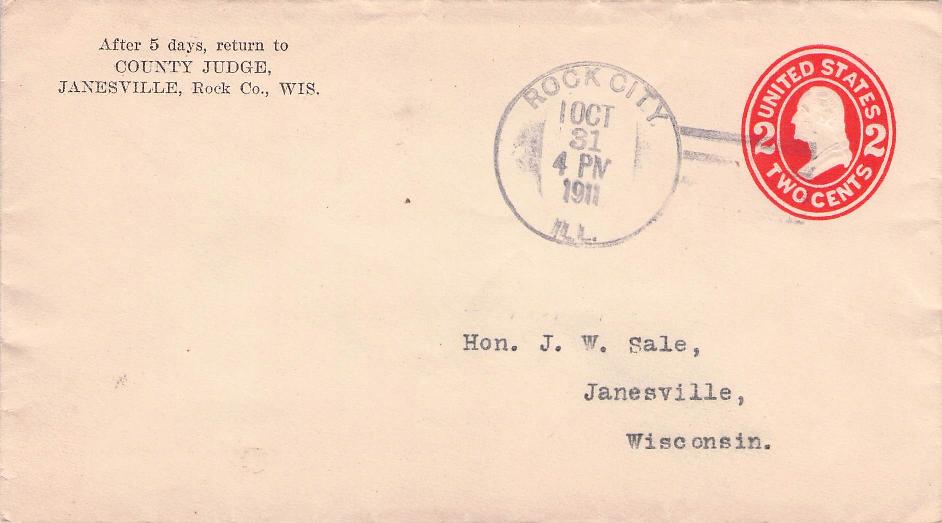 After 5 days, return to
COUNTY JUDGE,
JANESVILLE, Rock Co., WIS.
ROCK CITY,
OCT
31
4 PM
1911
ILL.
UNITED STATES
2 2
TWO CENTS
Hon. J. W. Sale,
Janesville,
Wisconsin.